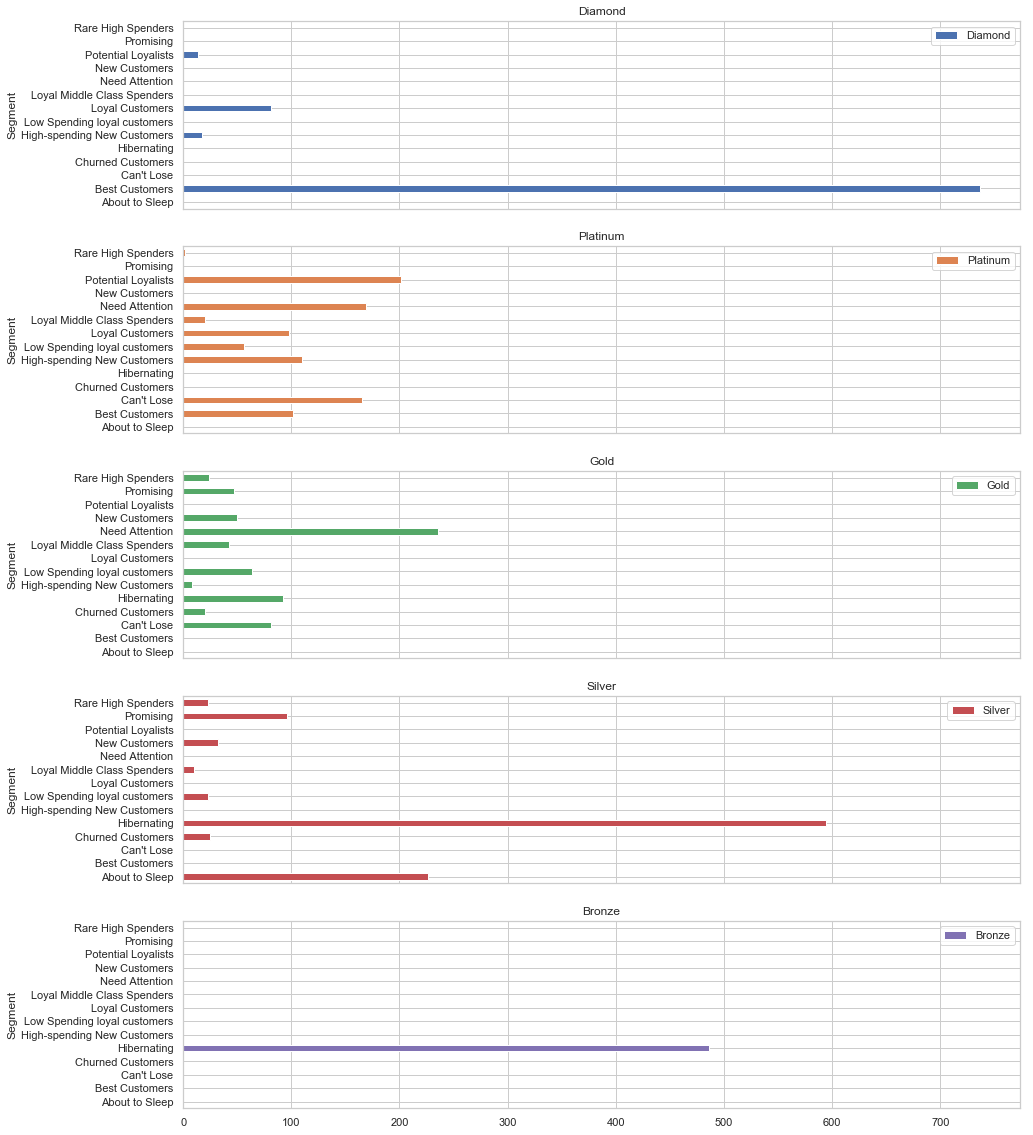 Diamond
Rare High Spenders
Promising
Potential Loyalists
New Customers
Need Attention
Loyal Middle Class Spenders
Loyal Customers
Low Spending loyal customers
High-spending New Customers
Hibernating
Churned Customers
Can't Lose
Best Customers
About to Sleep
Segment
Diamond
Platinum
Rare High Spenders
Promising
Potential Loyalists
New Customers
Need Attention
Loyal Middle Class Spenders
Loyal Customers
Low Spending loyal customers
High-spending New Customers
Hibernating
Churned Customers
Can't Lose
Best Customers
About to Sleep
Segment
Platinum
Gold
Rare High Spenders
Promising
Potential Loyalists
New Customers
Need Attention
Loyal Middle Class Spenders
Loyal Customers
Low Spending loyal customers
High-spending New Customers
Hibernating
Churned Customers
Can't Lose
Best Customers
About to Sleep
Segment
Gold
Silver
Rare High Spenders
Promising
Potential Loyalists
New Customers
Need Attention
Loyal Middle Class Spenders
Loyal Customers
Low Spending loyal customers
High-spending New Customers
Hibernating
Churned Customers
Can't Lose
Best Customers
About to Sleep
Segment
Silver
Bronze
Rare High Spenders
Promising
Potential Loyalists
New Customers
Need Attention
Loyal Middle Class Spenders
Loyal Customers
Low Spending loyal customers
High-spending New Customers
Hibernating
Churned Customers
Can't Lose
Best Customers
About to Sleep
Segment
Bronze
0 100 200 300 400 500 600 700